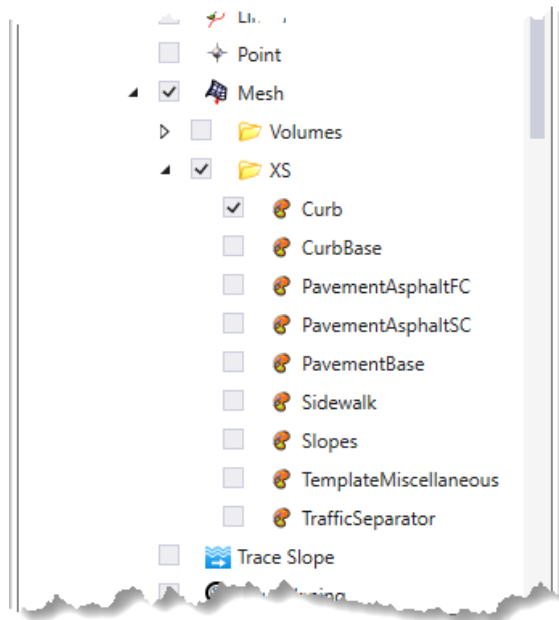 Point
Mesh
Volumes
XS
Curb
CurbBase
PavementAsphaltFC
PavementAsphaltSC
PavementBase
Sidewalk
Slopes
TemplateMiscellaneous
TrafficSeparator
Trace Slope